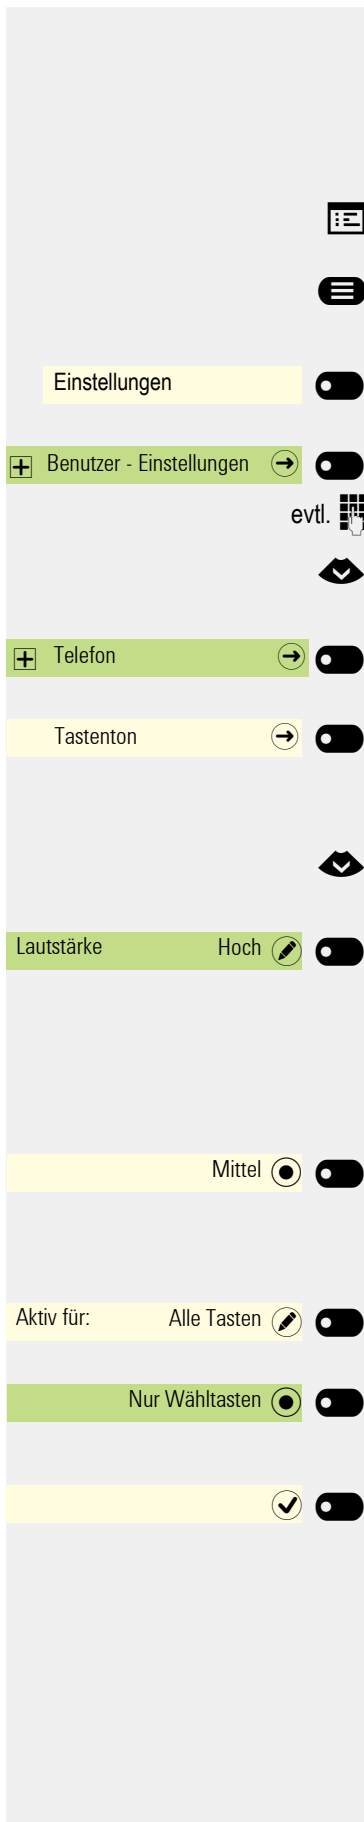 Einstellungen
Benutzer - Einstellungen
evtl.
Telefon
Tastenton
Lautstärke Hoch
Mittel
Aktiv für: Alle Tasten
Nur Wähltasten